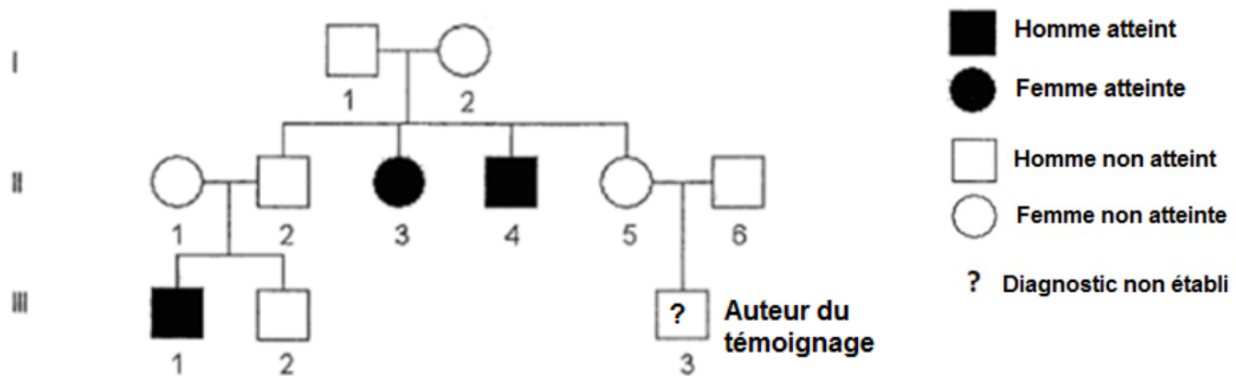 I
1 2
II
1 2 3 4 5 6
III
? Auteur du
témoignage
1 2 3
Homme atteint
Femme atteinte
Homme non atteint
Femme non atteinte
? Diagnostic non établi